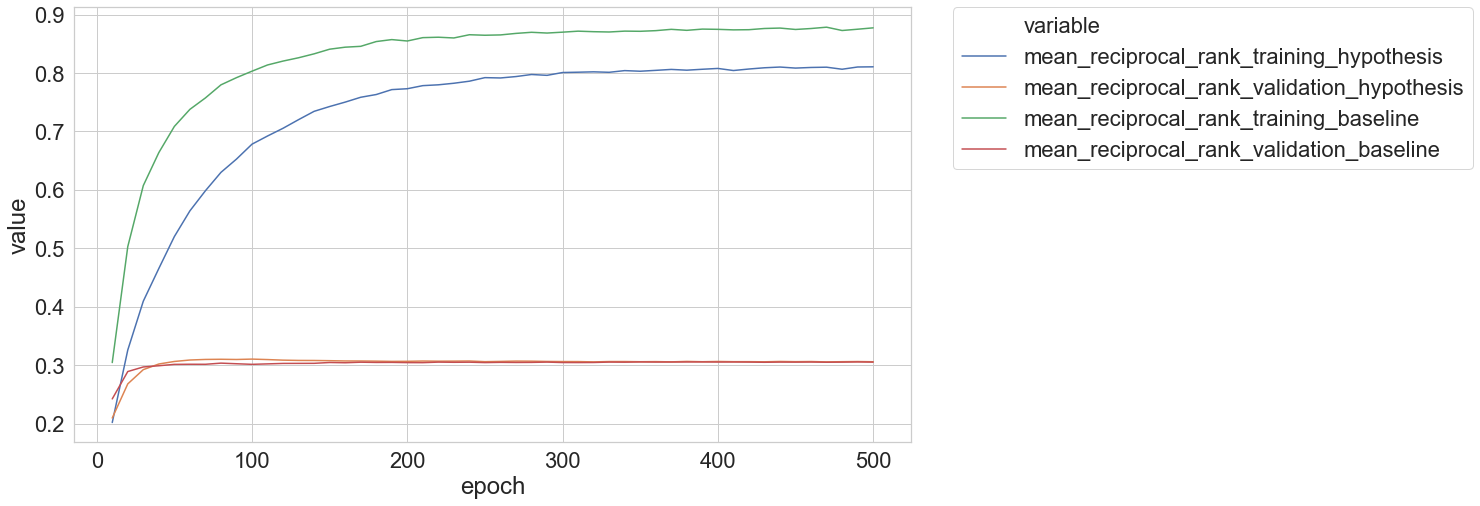 0.9
0.8
0.7
0.6
0.5
0.4
0.3
0.2
value
0
100
200
300
400
500
epoch
variable
mean_reciprocal_rank_training_hypothesis
mean_reciprocal_rank_validation_hypothesis
mean_reciprocal_rank_training_baseline
mean_reciprocal_rank_validation_baseline